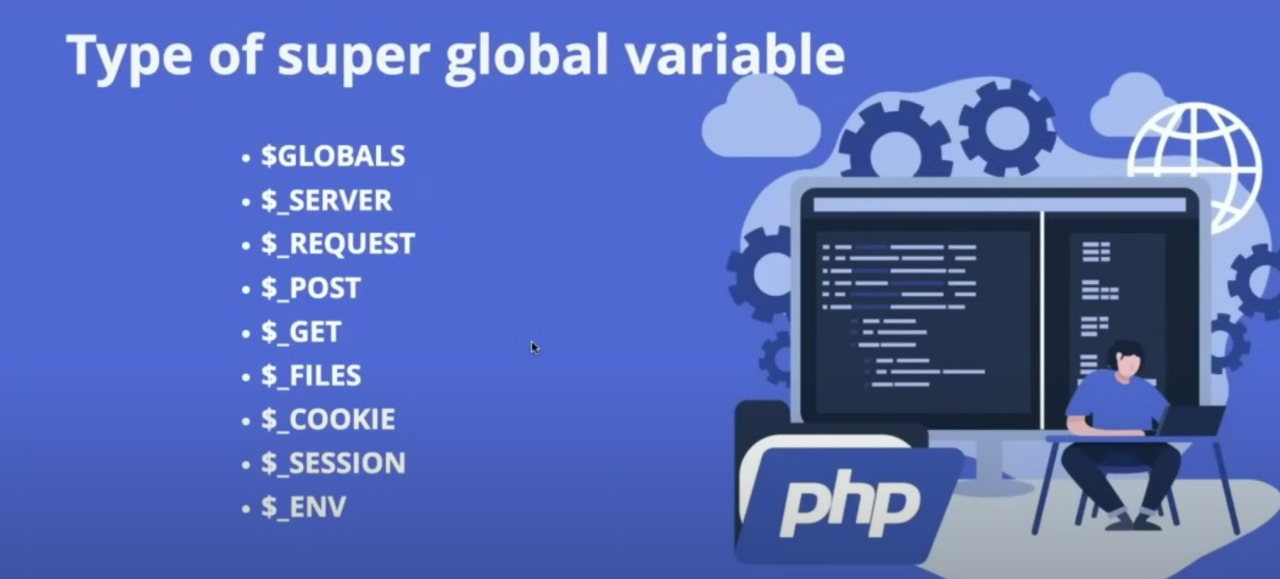 Type of super global variable
• $GLOBALS
• $_SERVER
• $_REQUEST
• $_POST
• $_GET
• $_FILES
• $_COOKIE
• $_SESSION
• $_ENV
php